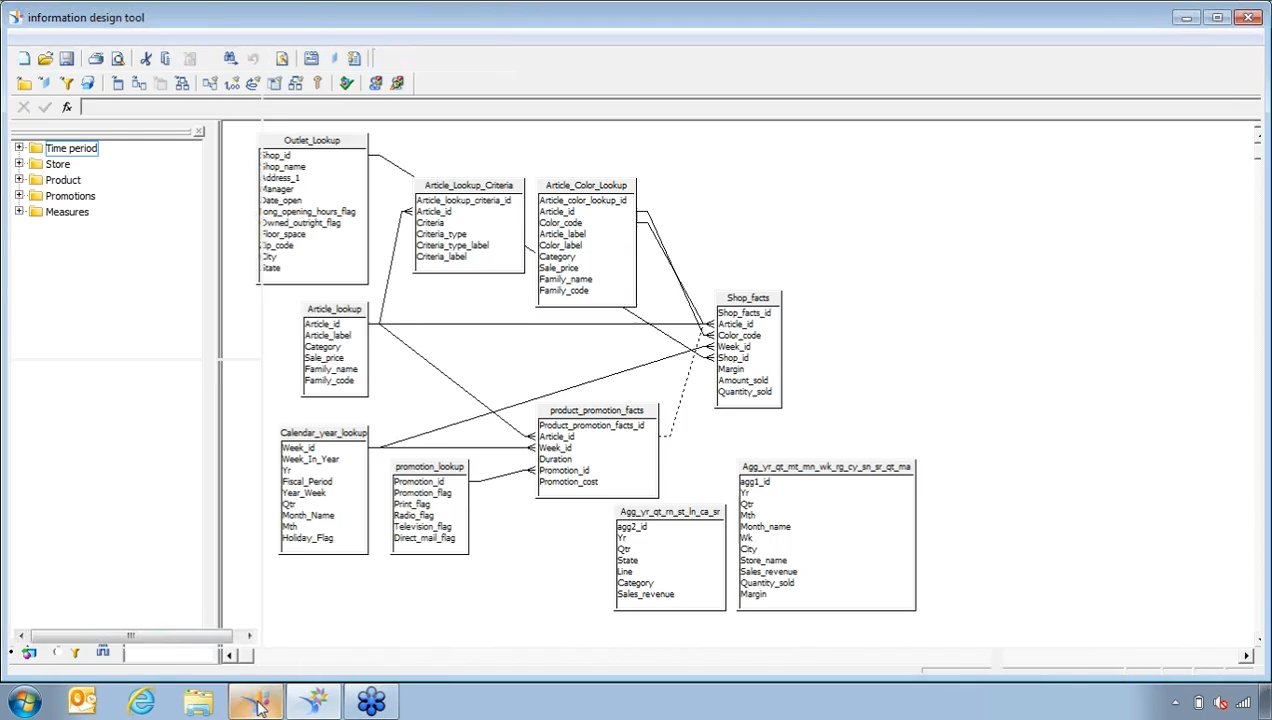 information design tool
fx
Time period
Store
Product
Promotions
Measures
Outlet_Lookup
Shop_id
Shop_name
Address_1
Manager
Date_open
Long_opening_hours_flag
Owned_outright_flag
Floor_space
Zip_code
City
State
Article_Lookup_Criteria
Article_lookup_criteria_id
Article_id
Criteria
Criteria_type
Criteria_type_label
Criteria_label
Article_Color_Lookup
Article_color_lookup_id
Article_id
Color_code
Article_label
Color_label
Category
Sale_price
Family_name
Family_code
Shop_facts
Shop_facts_id
Article_id
Color_code
Week_id
Shop_id
Margin
Amount_sold
Quantity_sold
Article_lookup
Article_id
Article_label
Category
Sale_price
Family_name
Family_code
product_promotion_facts
Product_promotion_facts_id
Article_id
Week_id
Duration
Promotion_id
Promotion_cost
Calendar_year_lookup
Week_id
Week_In_Year
Yr
Fiscal_Period
Year_Week
Qtr
Month_Name
Mth
Holiday_Flag
promotion_lookup
Promotion_id
Promotion_flag
Print_flag
Radio_flag
Television_flag
Direct_mail_flag
Agg_yr_qt_rn_st_ln_ca_sr
agg2_id
Yr
Qtr
State
Line
Category
Sales_revenue
Agg_yr_qt_mt_mn_wk_rg_cy_sn_sr_qt_ma
agg1_id
Yr
Qtr
Mth
Month_name
Wk
City
Store_name
Sales_revenue
Quantity_sold
Margin